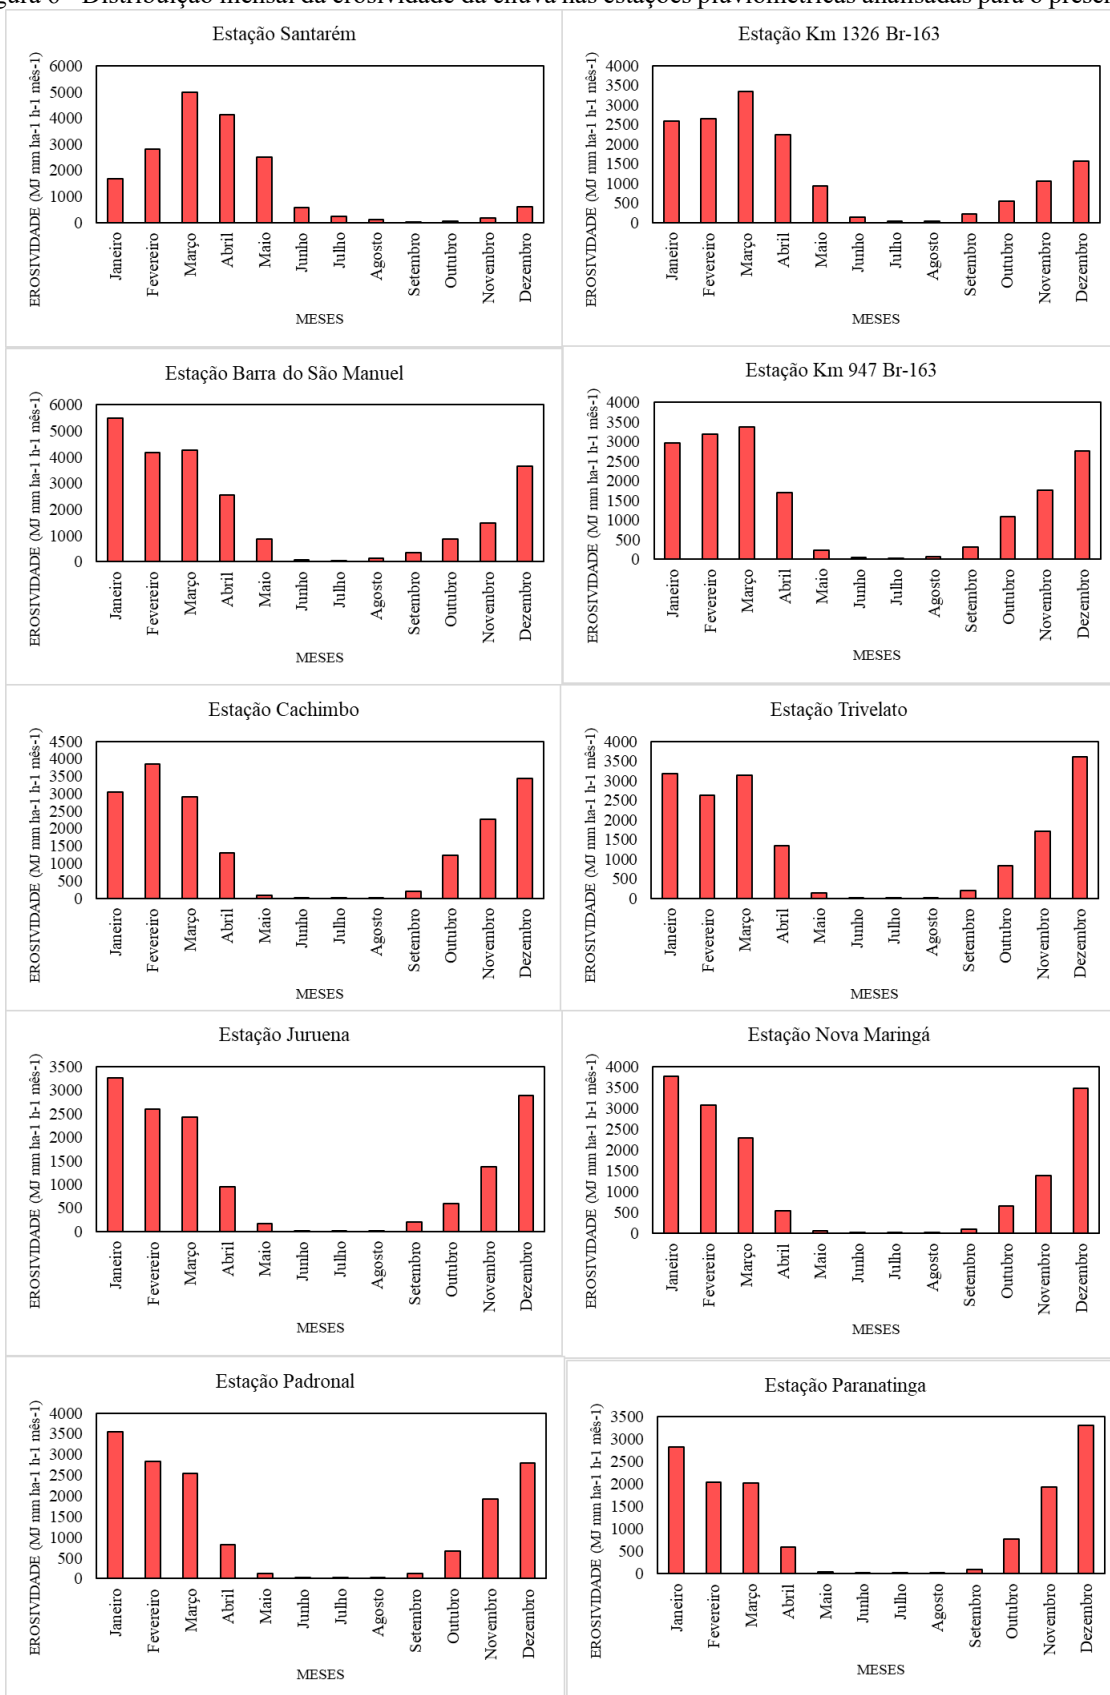 gura 6 - Distribuição mensal da erosividade da chuva nas estações pluviométricas analisadas para o presen
Estação Santarém
EROSIVIDADE (MJ mm ha-1 h-1 mês-1)
6000
5000
4000
3000
2000
1000
0
Janeiro
Fevereiro
Março
Abril
Maio
Junho
Julho
Agosto
Setembro
Outubro
Novembro
Dezembro
MESES
Estação Km 1326 Br-163
EROSIVIDADE (MJ mm ha-1 h-1 mês-1)
4000
3500
3000
2500
2000
1500
1000
500
0
Janeiro
Fevereiro
Março
Abril
Maio
Junho
Julho
Agosto
Setembro
Outubro
Novembro
Dezembro
MESES
Estação Barra do São Manuel
EROSIVIDADE (MJ mm ha-1 h-1 mês-1)
6000
5000
4000
3000
2000
1000
0
Janeiro
Fevereiro
Março
Abril
Maio
Junho
Julho
Agosto
Setembro
Outubro
Novembro
Dezembro
MESES
Estação Km 947 Br-163
EROSIVIDADE (MJ mm ha-1 h-1 mês-1)
4000
3500
3000
2500
2000
1500
1000
500
0
Janeiro
Fevereiro
Março
Abril
Maio
Junho
Julho
Agosto
Setembro
Outubro
Novembro
Dezembro
MESES
Estação Cachimbo
EROSIVIDADE (MJ mm ha-1 h-1 mês-1)
4500
4000
3500
3000
2500
2000
1500
1000
500
0
Janeiro
Fevereiro
Março
Abril
Maio
Junho
Julho
Agosto
Setembro
Outubro
Novembro
Dezembro
MESES
Estação Trivelato
EROSIVIDADE (MJ mm ha-1 h-1 mês-1)
4000
3500
3000
2500
2000
1500
1000
500
0
Janeiro
Fevereiro
Março
Abril
Maio
Junho
Julho
Agosto
Setembro
Outubro
Novembro
Dezembro
MESES
Estação Juruena
EROSIVIDADE (MJ mm ha-1 h-1 mês-1)
3500
3000
2500
2000
1500
1000
500
0
Janeiro
Fevereiro
Março
Abril
Maio
Junho
Julho
Agosto
Setembro
Outubro
Novembro
Dezembro
MESES
Estação Nova Maringá
EROSIVIDADE (MJ mm ha-1 h-1 mês-1)
4000
3500
3000
2500
2000
1500
1000
500
0
Janeiro
Fevereiro
Março
Abril
Maio
Junho
Julho
Agosto
Setembro
Outubro
Novembro
Dezembro
MESES
Estação Padronal
EROSIVIDADE (MJ mm ha-1 h-1 mês-1)
4000
3500
3000
2500
2000
1500
1000
500
0
Janeiro
Fevereiro
Março
Abril
Maio
Junho
Julho
Agosto
Setembro
Outubro
Novembro
Dezembro
MESES
Estação Paranatinga
EROSIVIDADE (MJ mm ha-1 h-1 mês-1)
3500
3000
2500
2000
1500
1000
500
0
Janeiro
Fevereiro
Março
Abril
Maio
Junho
Julho
Agosto
Setembro
Outubro
Novembro
Dezembro
MESES